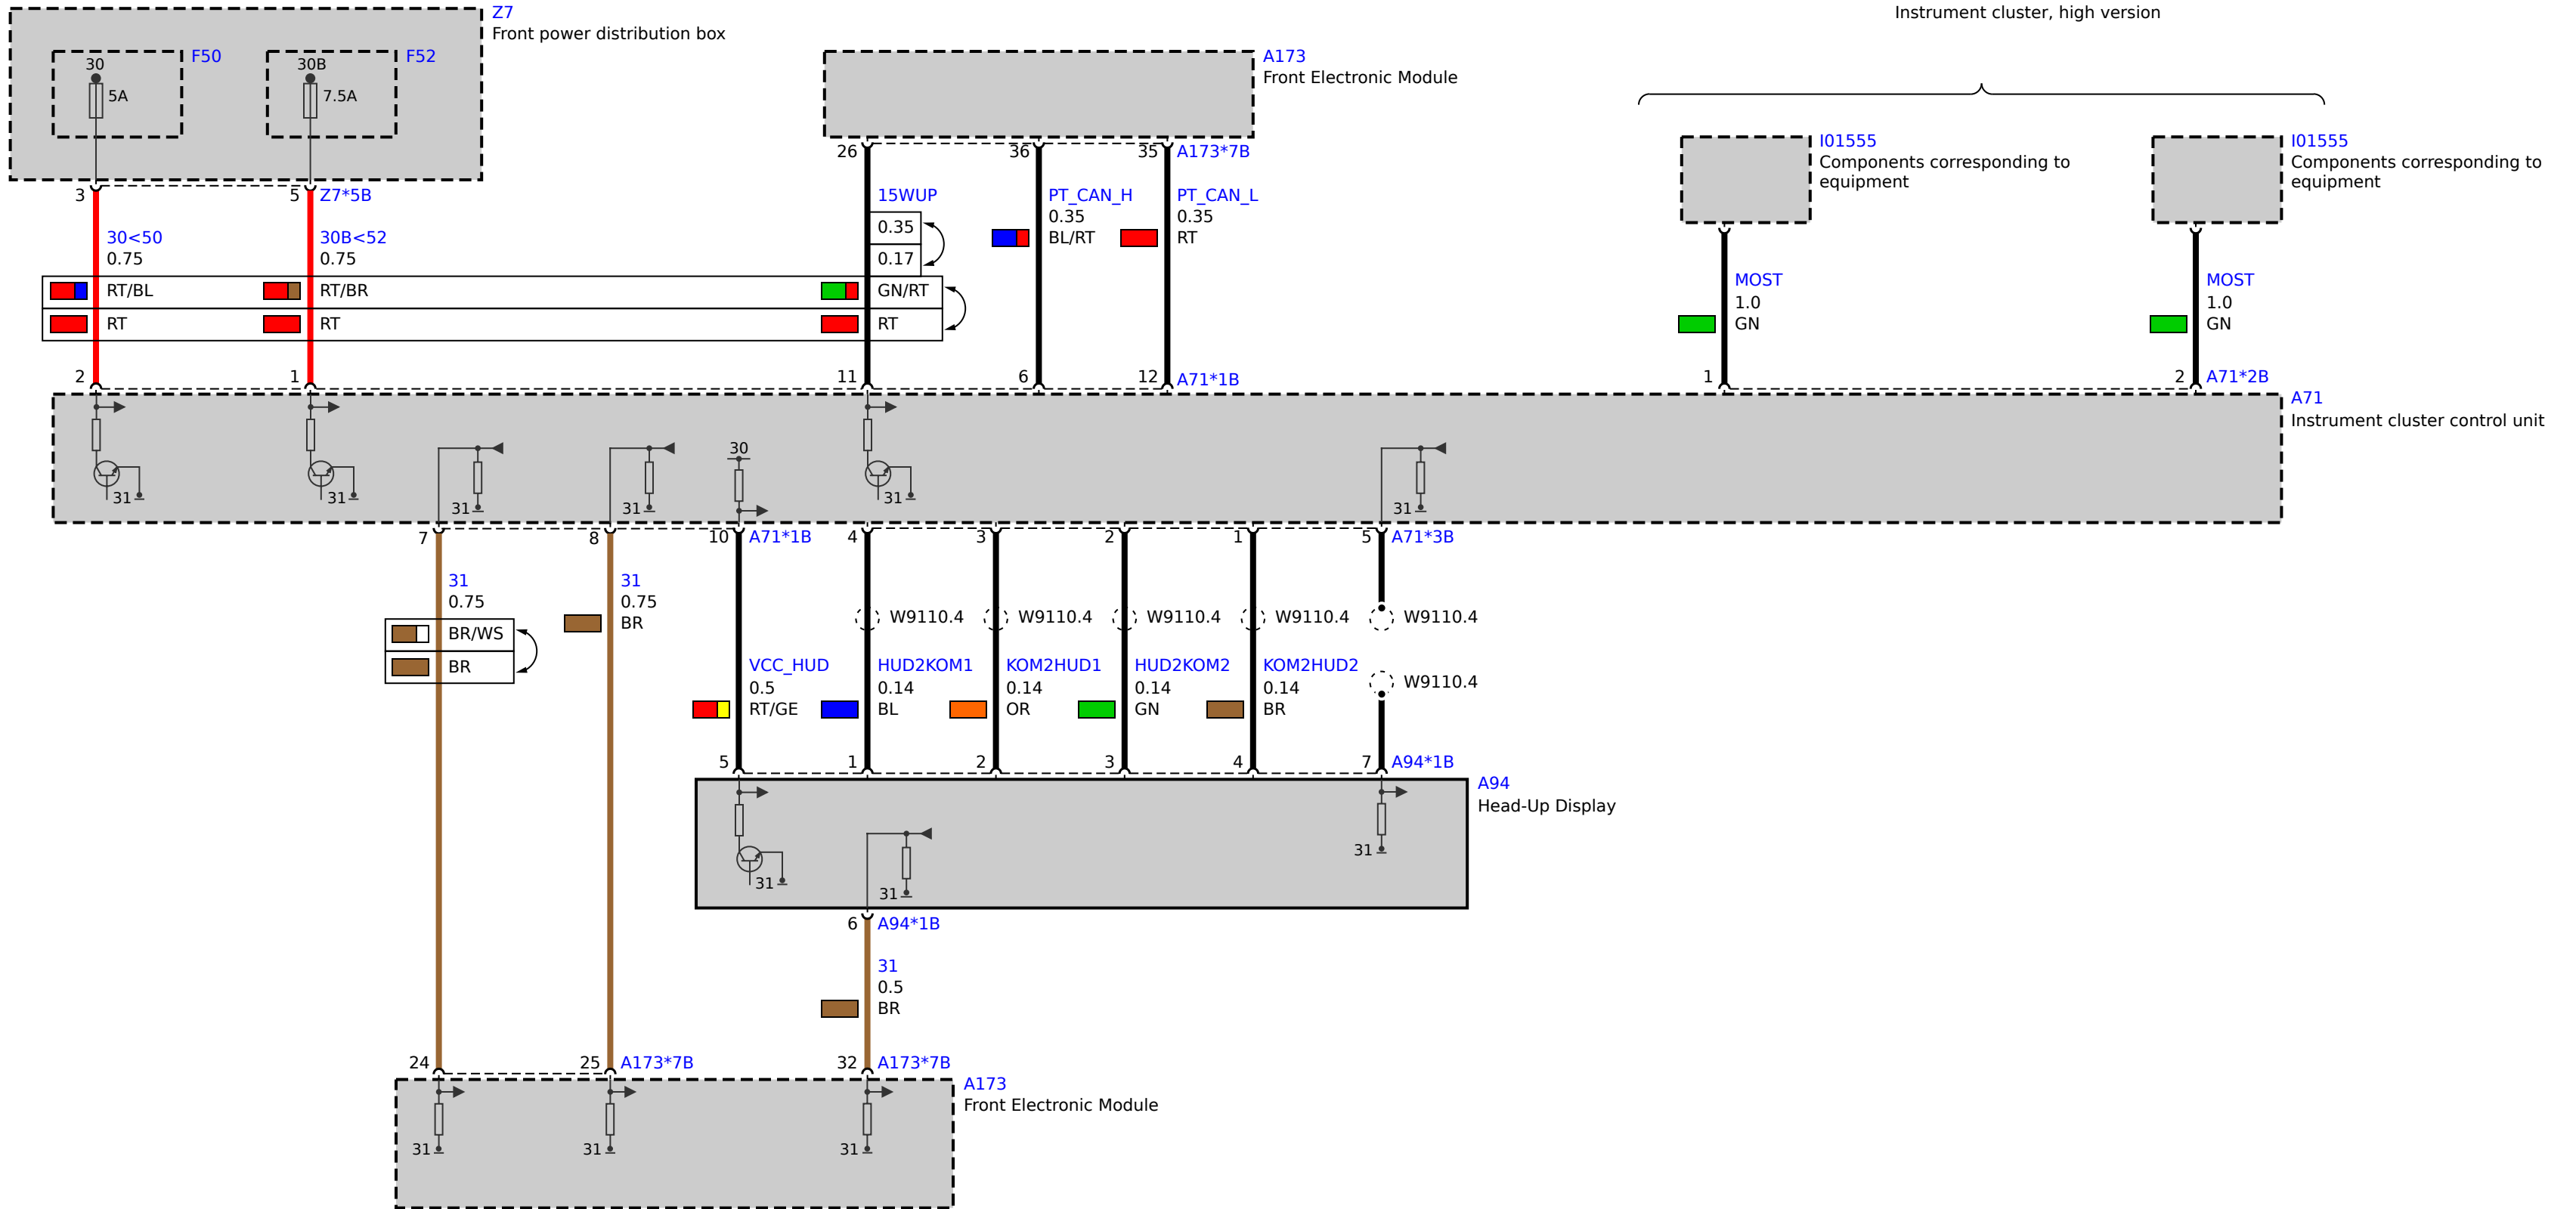 Z7
Front power distribution box
Instrument cluster, high version
30
F50
30B
F52
5A
7.5A
A173
Front Electronic Module
I01555
Components corresponding to
equipment
I01555
Components corresponding to
equipment
26
36
35
A173*7B
3
5
Z7*5B
15WUP
PT_CAN_H
PT_CAN_L
0.35
0.35
0.35
30<50
30B<52
BL/RT
RT
0.75
0.75
0.17
MOST
MOST
RT/BL
RT/BR
GN/RT
1.0
1.0
RT
RT
RT
GN
GN
2
1
11
6
12
A71*1B
1
2
A71*2B
A71
Instrument cluster control unit
30
31
31
31
31
31
31
7
8
10
A71*1B
4
3
2
1
5
A71*3B
31
31
0.75
0.75
BR
BR/WS
BR
W9110.4
W9110.4
W9110.4
W9110.4
W9110.4
VCC_HUD
HUD2KOM1
KOM2HUD1
HUD2KOM2
KOM2HUD2
W9110.4
0.5
0.14
0.14
0.14
0.14
RT/GE
BL
OR
GN
BR
5
1
2
3
4
7
A94*1B
A94
Head-Up Display
31
31
31
6
A94*1B
31
0.5
BR
24
25
A173*7B
32
A173*7B
A173
Front Electronic Module
31
31
31